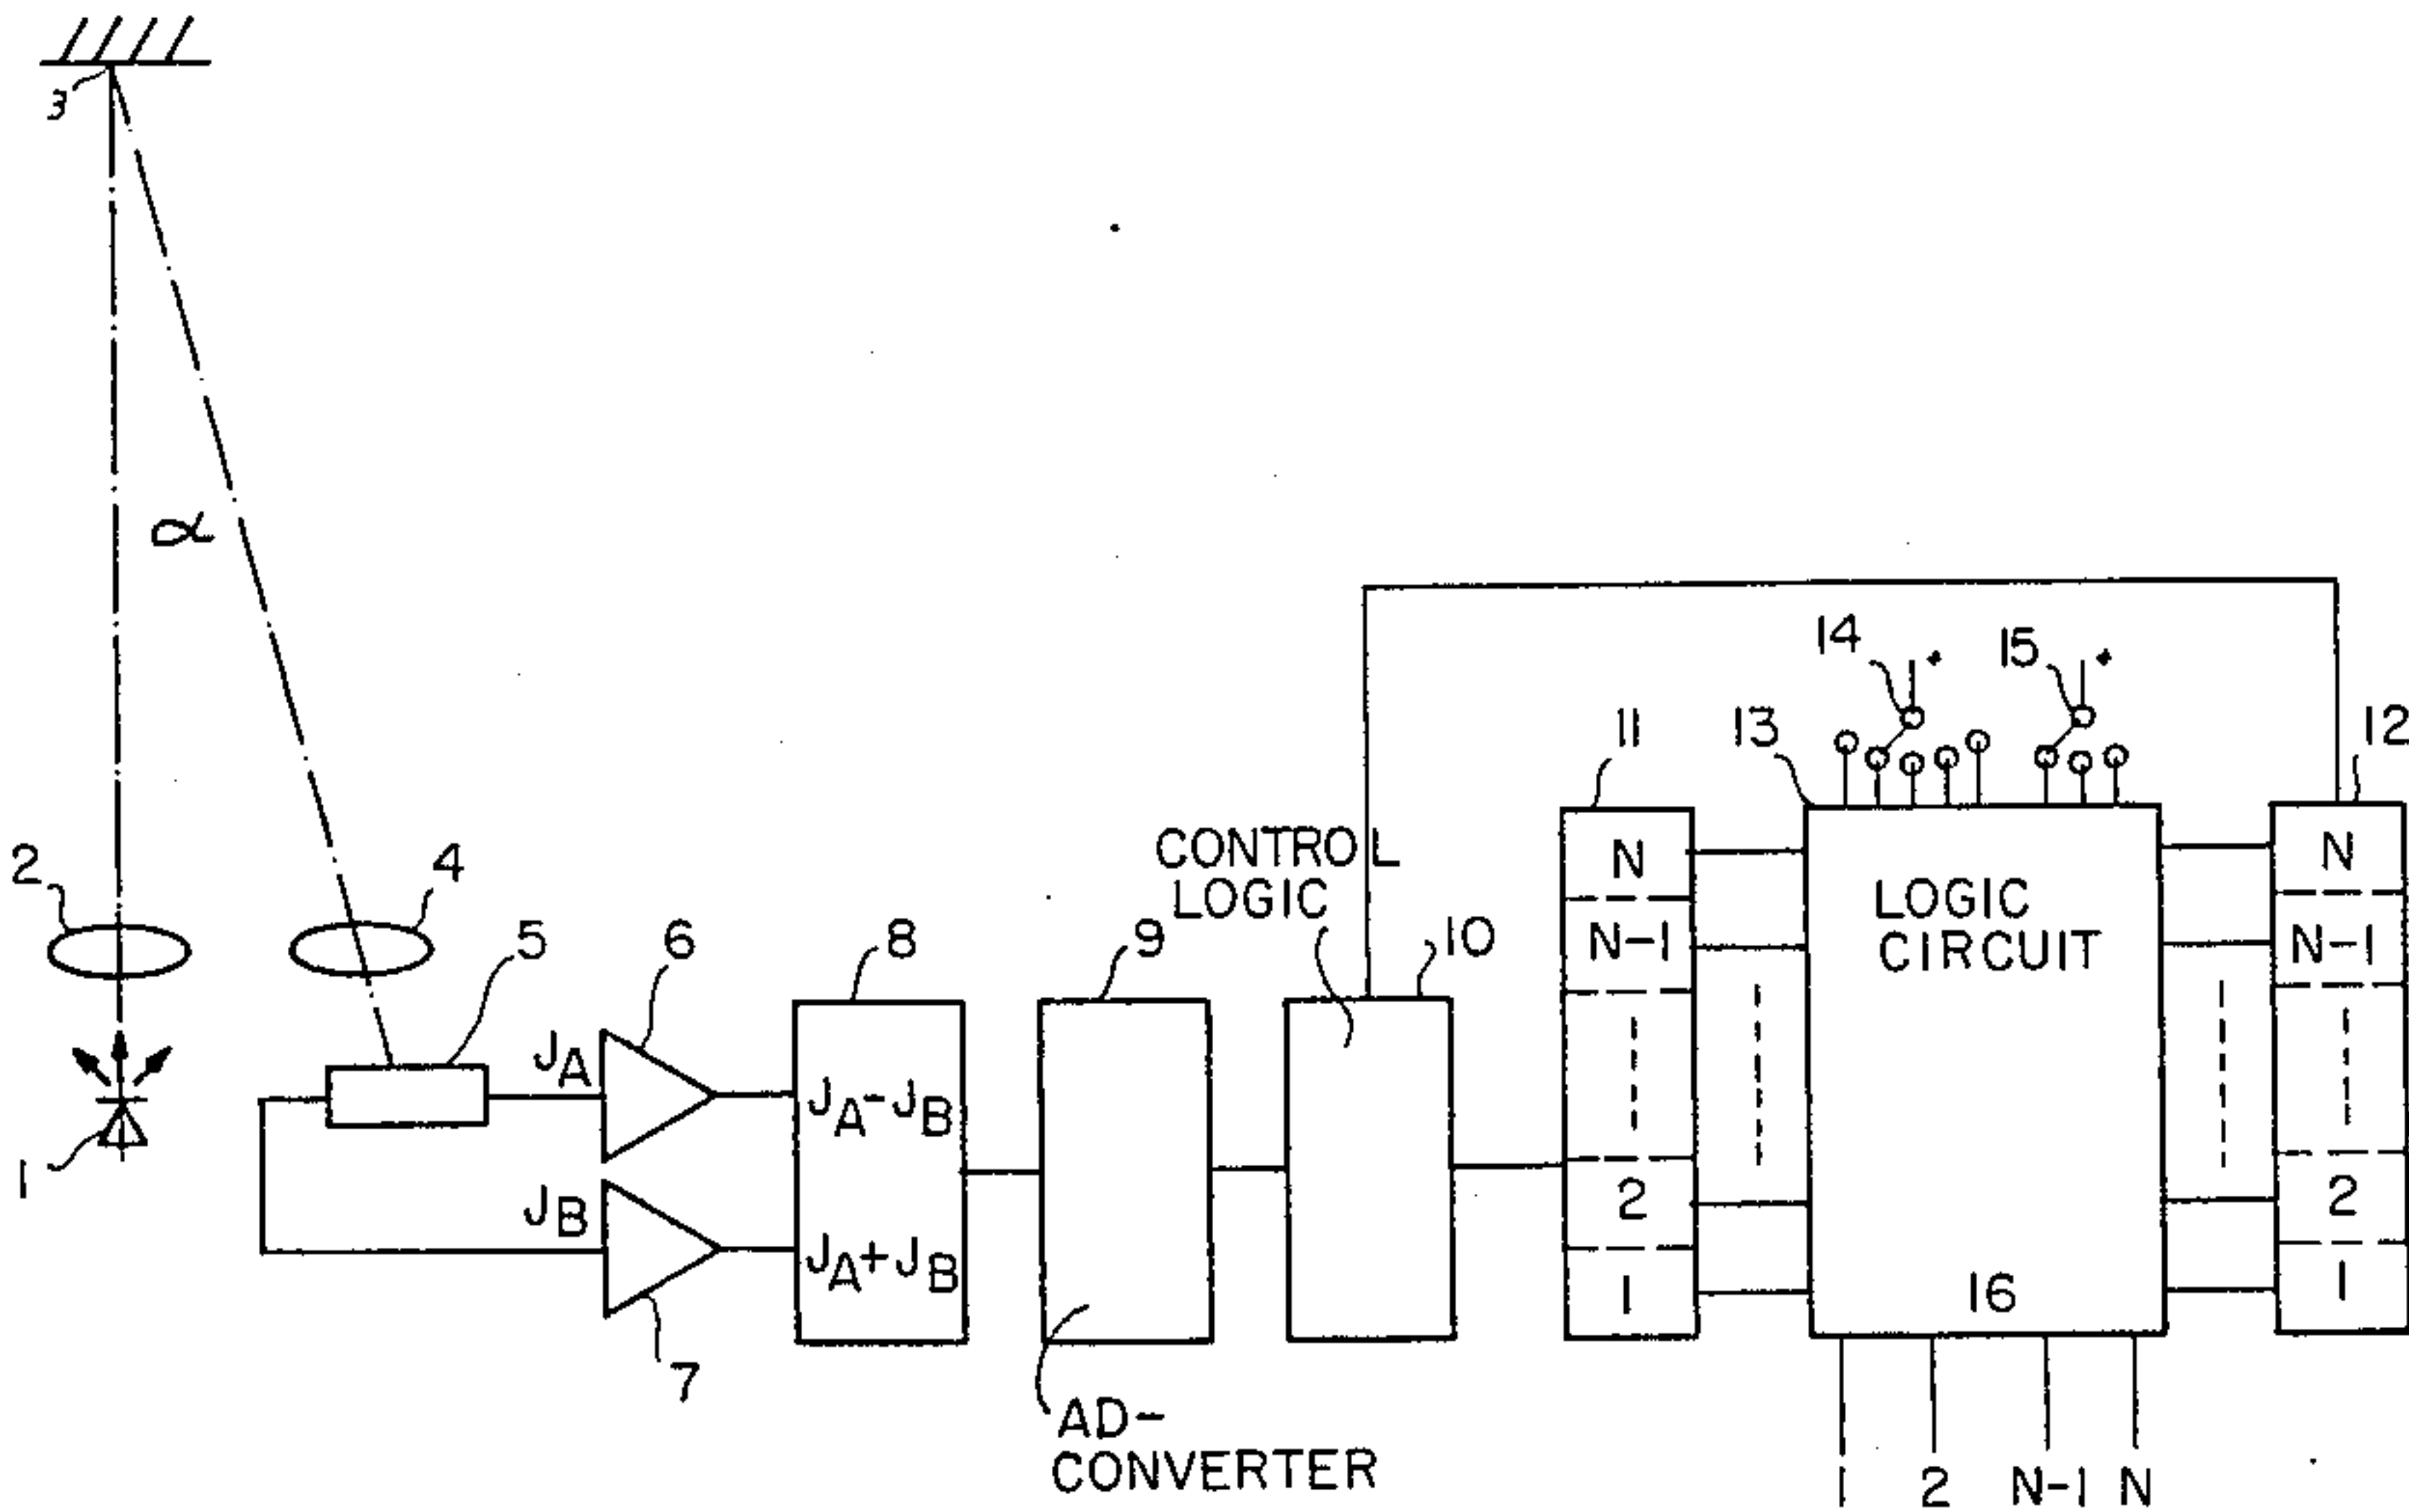 3
α
14
15
11
13
12
CONTROL
LOGIC
2
4
5
6
8
9
10
N
N-1
2
1
LOGIC
CIRCUIT
16
N
N-1
2
1
JA
JA-JB
1
JB
JA+JB
7
AD-
CONVERTER
1 2 N-1 N